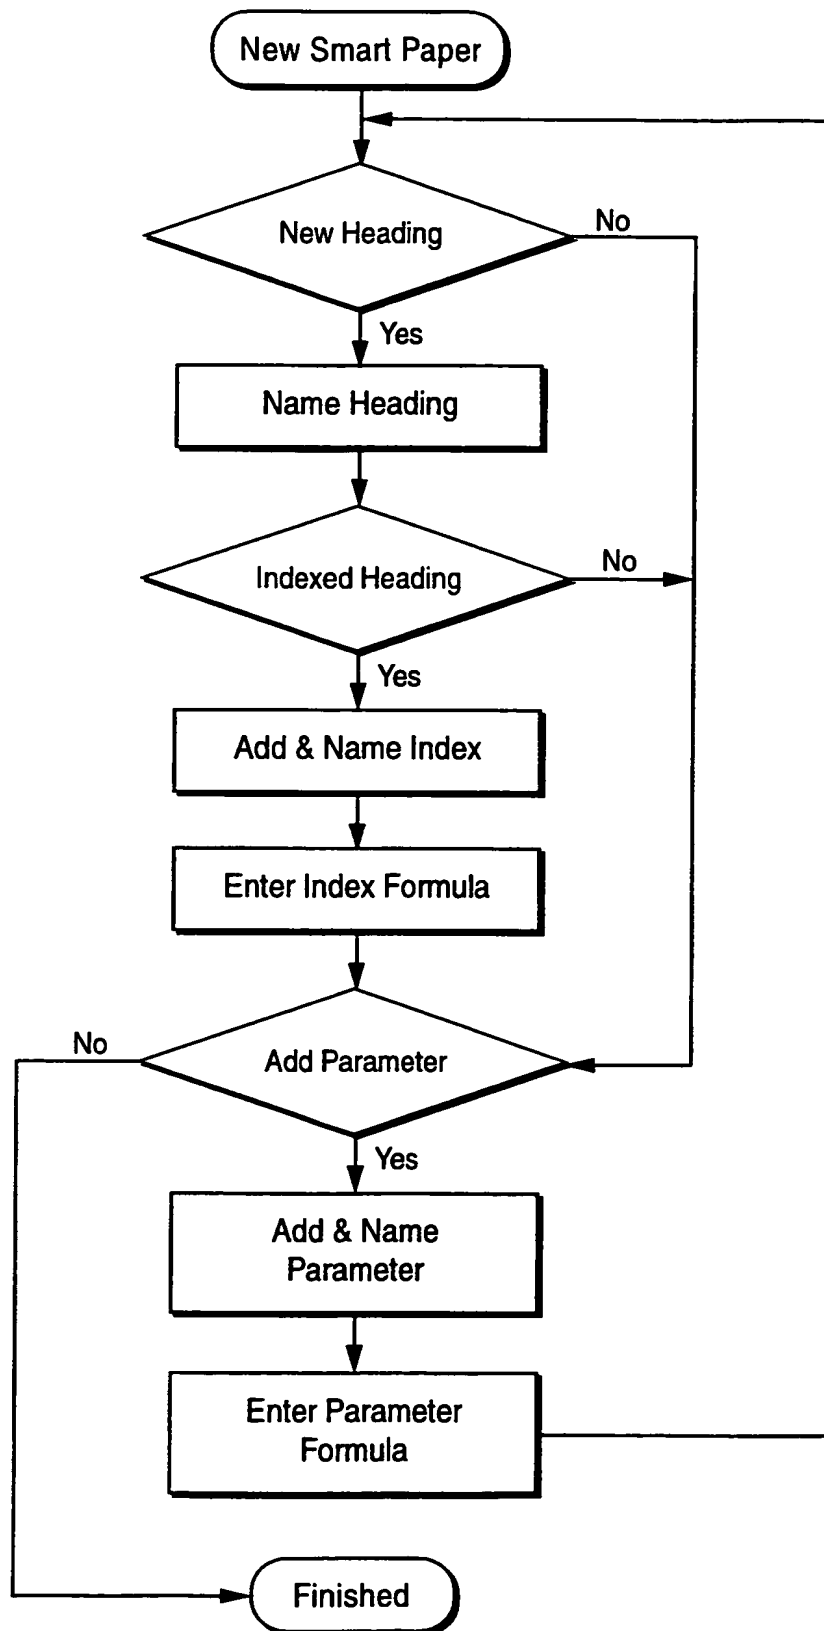 New Smart Paper
New Heading
No
Yes
Name Heading
Indexed Heading
No
Yes
Add & Name Index
Enter Index Formula
No
Add Parameter
Yes
Add & Name
Parameter
Enter Parameter
Formula
Finished